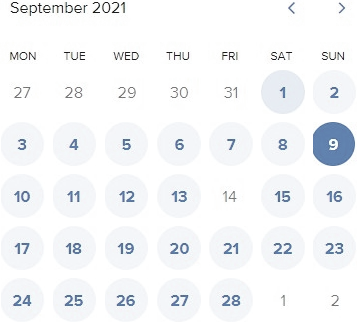 September 2021
MON TUE WED THU FRI SAT SUN
27 28 29 30 31 1 2
3 4 5 6 7 8 9
10 11 12 13 14 15 16
17 18 19 20 21 22 23
24 25 26 27 28 1 2